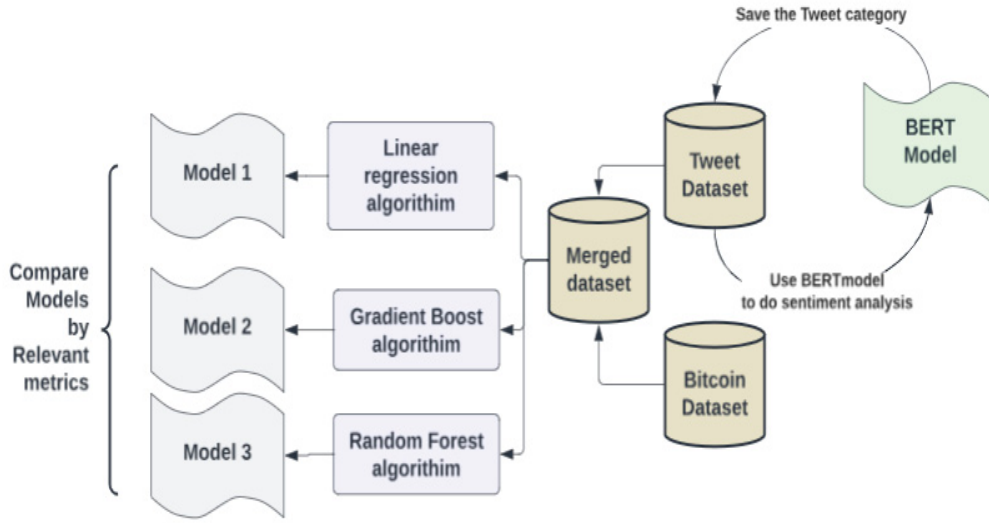 Save the Tweet category
BERT
Model
Tweet
Dataset
Use BERTmodel
to do sentiment analysis
Merged
dataset
Bitcoin
Dataset
Linear
regression
algorithim
Gradient Boost
algorithim
Random Forest
algorithim
Model 1
Model 2
Model 3
Compare
Models
by
Relevant
metrics